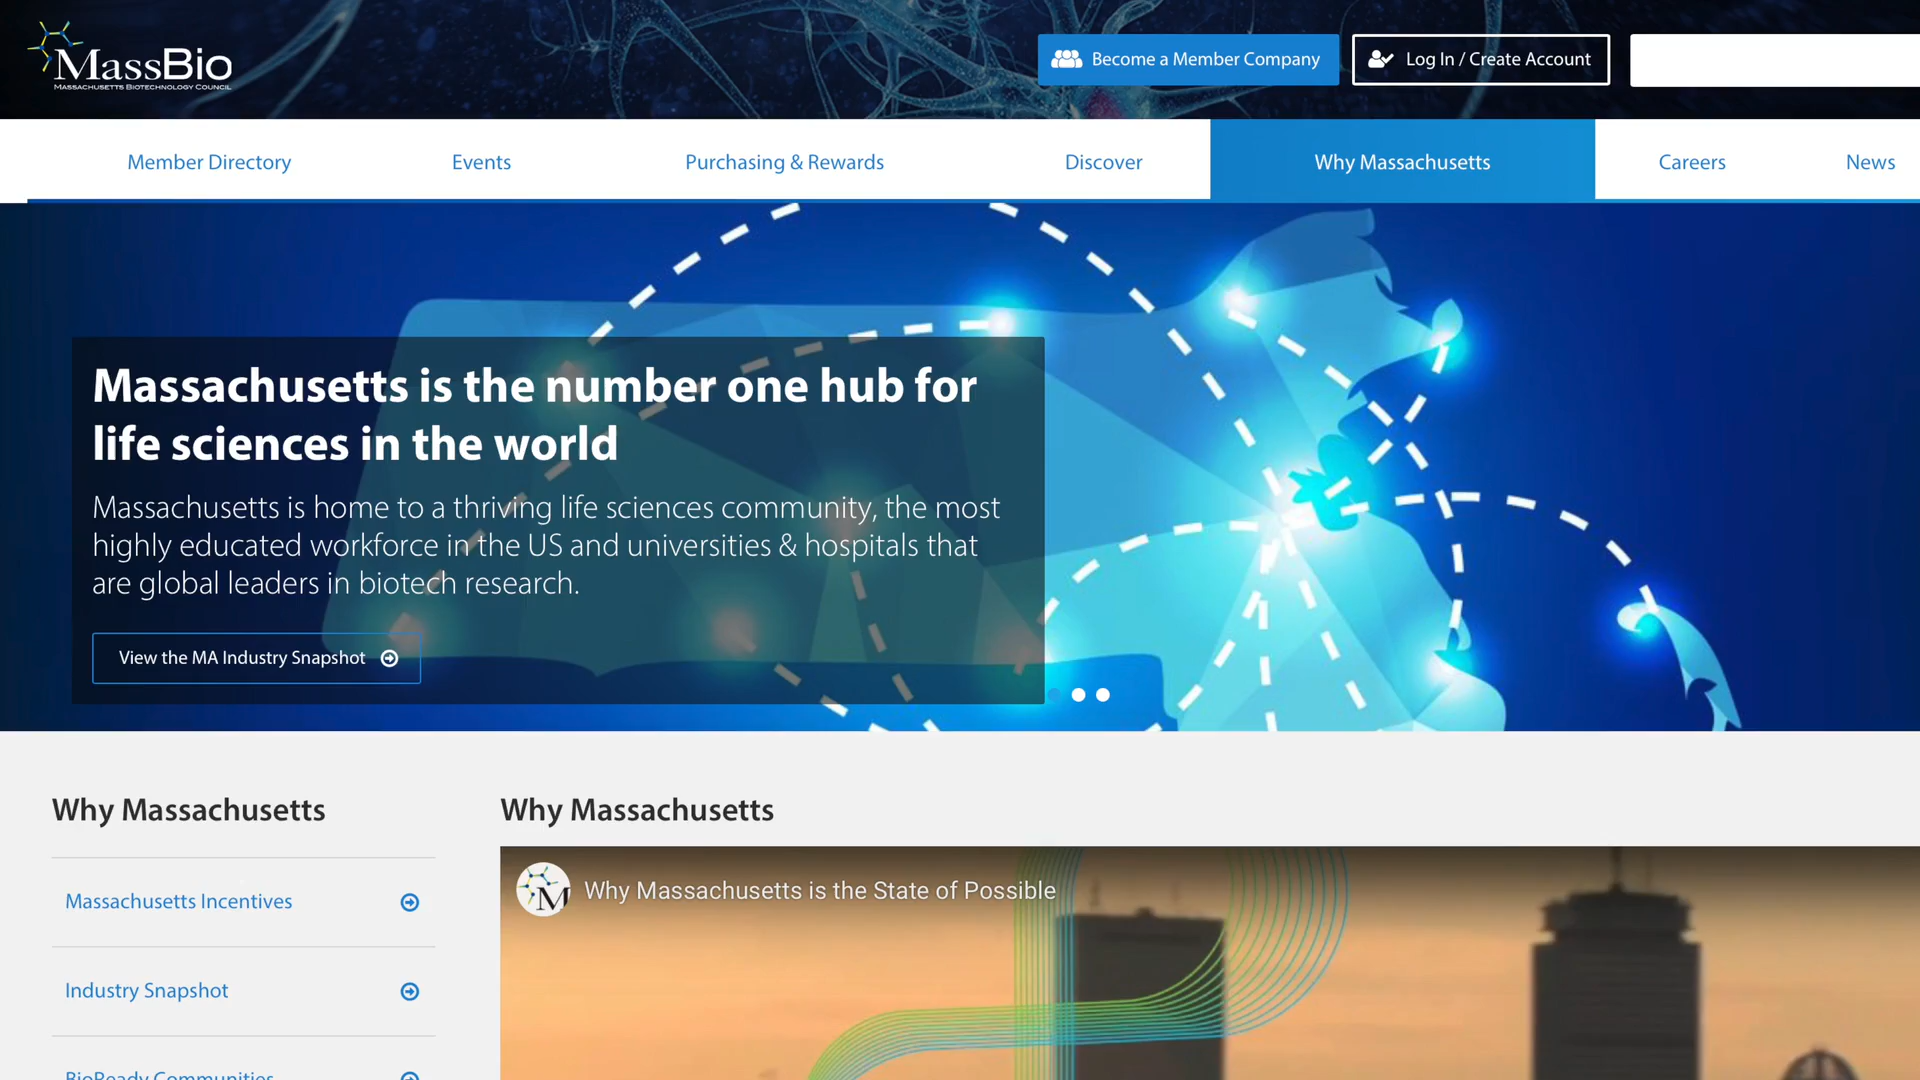 MassBio
MASSACHUSETTS BIOTECHNOLOGY COUNCIL
Become a Member Company
Log In / Create Account
Member Directory
Events
Purchasing & Rewards
Discover
Why Massachusetts
Careers
News
Massachusetts is the number one hub for
life sciences in the world
Massachusetts is home to a thriving life sciences community, the most
highly educated workforce in the US and universities & hospitals that
are global leaders in biotech research.
View the MA Industry Snapshot
Why Massachusetts
Massachusetts Incentives
Industry Snapshot
BioReady Communities
Why Massachusetts
M
Why Massachusetts is the State of Possible